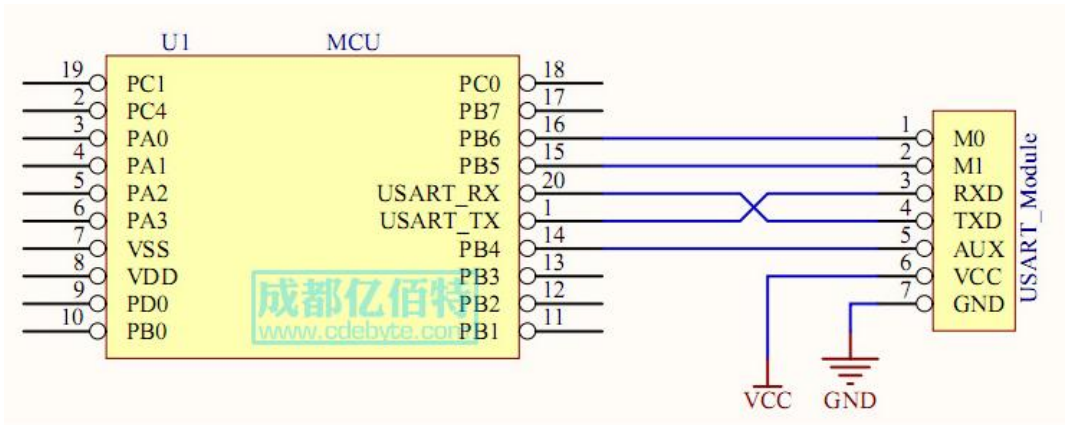 U1 MCU
19 PC1 PC0 18
2 PC4 PB7 17
3 PA0 PB6 16 1 M0
4 PA1 PB5 15 2 M1
5 PA2 USART_RX 20 3 RXD
6 PA3 USART_TX 1 4 TXD
7 VSS PB4 14 5 AUX
8 VDD PB3 13 6 VCC
9 PD0 PB2 12 7 GND
10 PB0 PB1 11
USART_Module
成都亿佰特
www.cdebyte.com
VCC GND